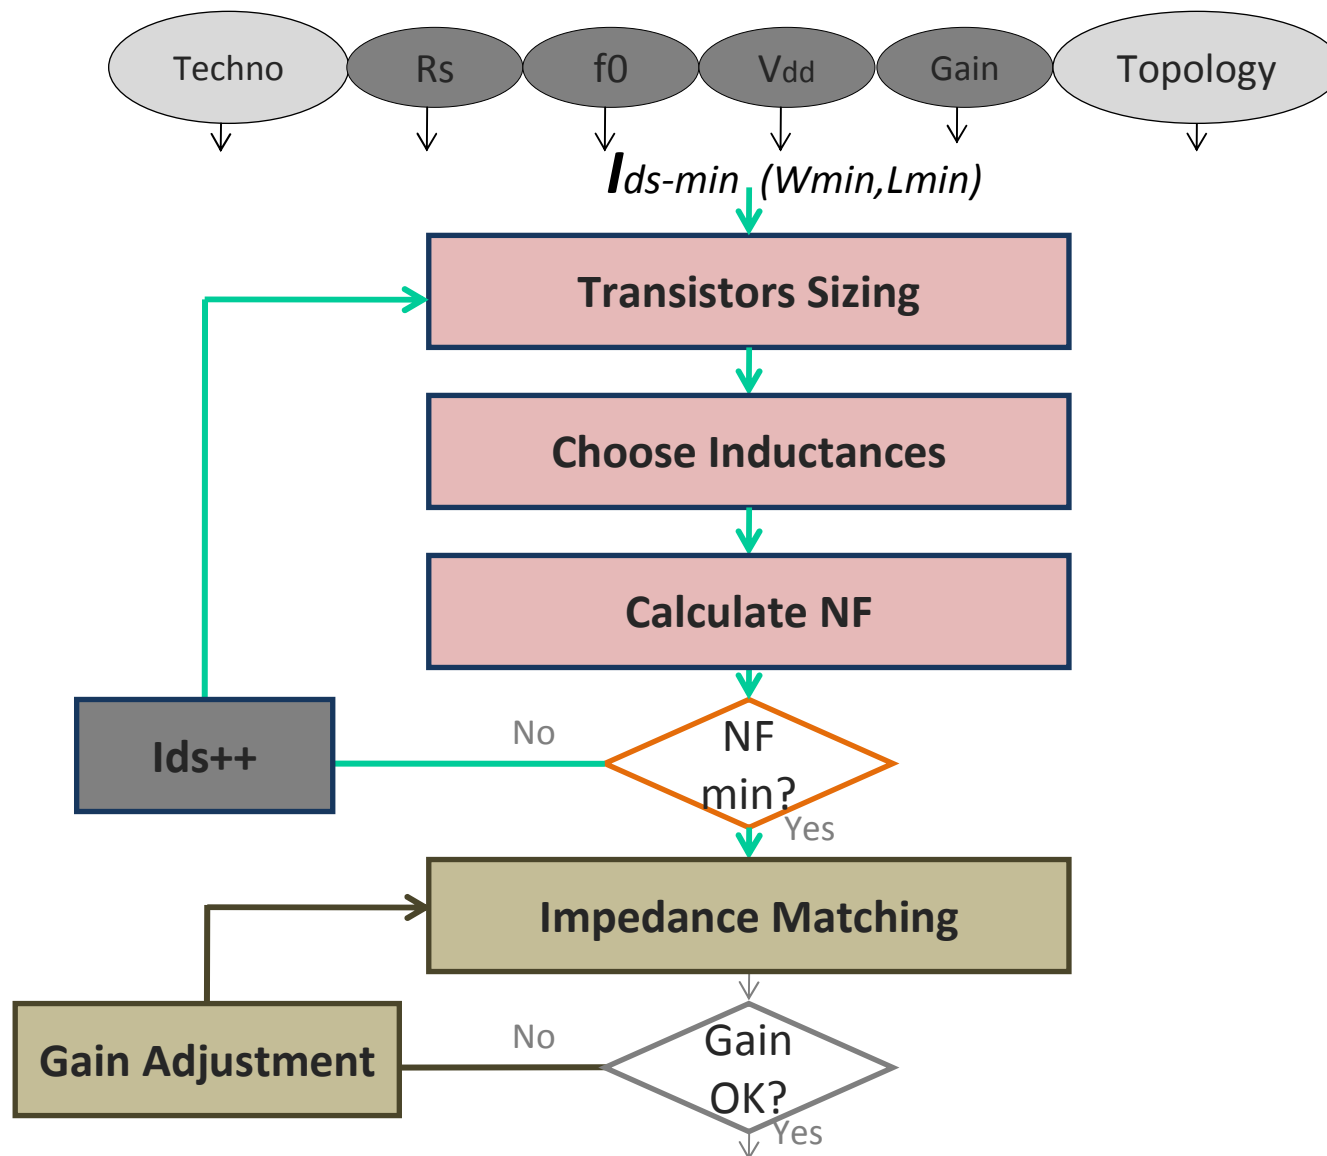 Techno Rs f0 Vdd Gain Topology
Ids-min (Wmin,Lmin)
Transistors Sizing
Choose Inductances
Calculate NF
No
NF
min?
Ids++
Yes
Impedance Matching
No
Gain
OK?
Gain Adjustment
Yes